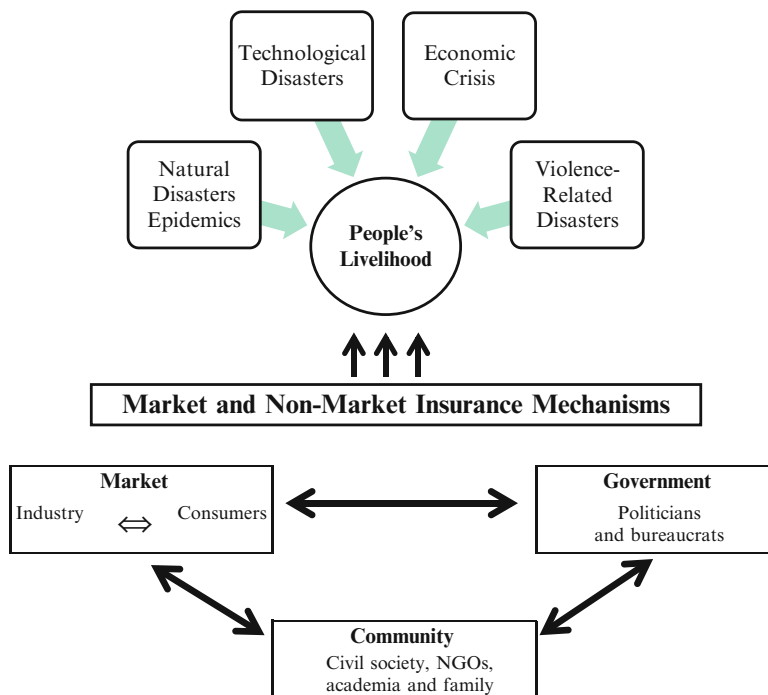 Technological
Disasters
Economic
Crisis
Natural
Disasters
Epidemics
Violence-
Related
Disasters
People's
Livelihood
Market and Non-Market Insurance Mechanisms
Market
Industry ⇔ Consumers
Government
Politicians
and bureaucrats
Community
Civil society, NGOs,
academia and family